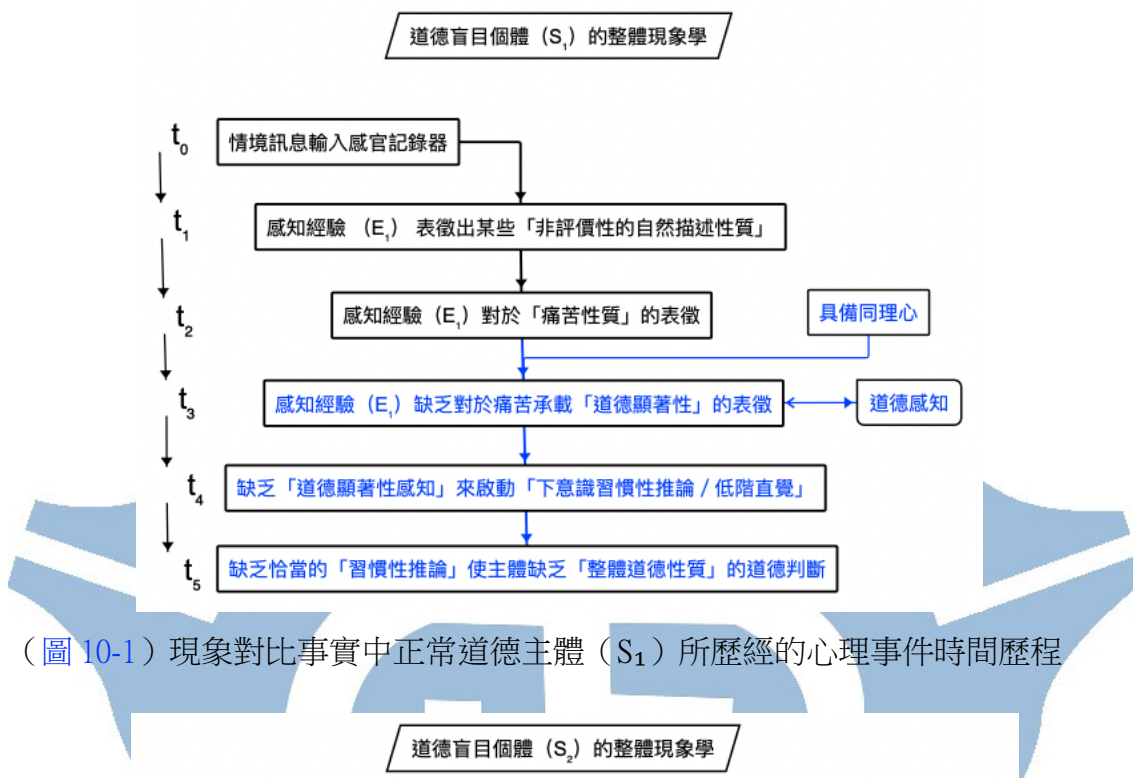 道德盲目個體（S₁）的整體現象學
t₀ 情境訊息輸入感官記錄器
t₁ 感知經驗 （E₁） 表徵出某些「非評價性的自然描述性質」
t₂ 感知經驗（E₁）對於「痛苦性質」的表徵
具備同理心
t₃ 感知經驗（E₁）缺乏對於痛苦承載「道德顯著性」的表徵
道德感知
t₄ 缺乏「道德顯著性感知」來啟動「下意識習慣性推論 / 低階直覺」
t₅ 缺乏恰當的「習慣性推論」使主體缺乏「整體道德性質」的道德判斷
（圖 10-1）現象對比事實中正常道德主體（S₁）所歷經的心理事件時間歷程
道德盲目個體（S₂）的整體現象學